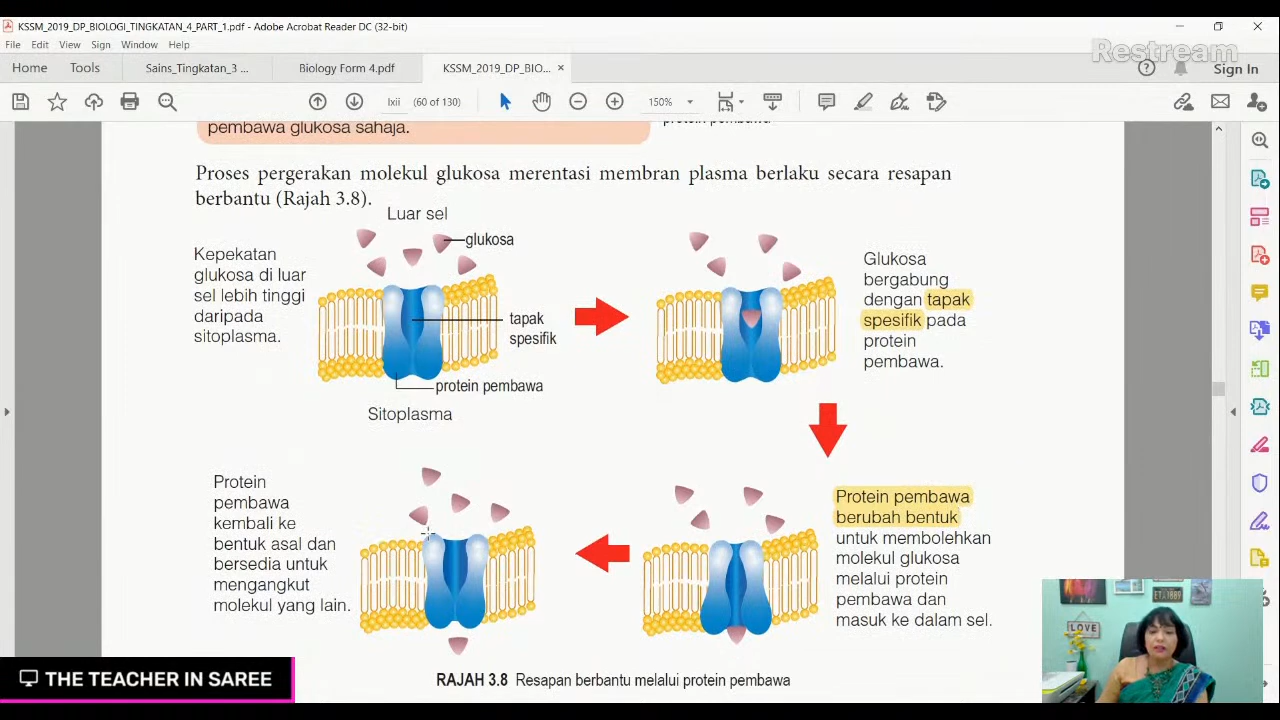 KSSM_2019_DP_BIOLOGI_TINGKATAN_4_PART_1.pdf - Adobe Acrobat Reader DC (32-bit)
File Edit View Sign Window Help
Restream
Home Tools Sains_Tingkatan_3 ... Biology Form 4.pdf KSSM_2019_DP_BIO... × Sign In
lxii (60 of 130) 150%
pembawa glukosa sahaja.
protein pembawa
Proses pergerakan molekul glukosa merentasi membran plasma berlaku secara resapan
berbantu (Rajah 3.8).
Luar sel
glukosa
Kepekatan
glukosa di luar
sel lebih tinggi
daripada
sitoplasma.
tapak
spesifik
protein pembawa
Sitoplasma
Glukosa
bergabung
dengan tapak
spesifik pada
protein
pembawa.
Protein pembawa
berubah bentuk
untuk membolehkan
molekul glukosa
melalui protein
pembawa dan
masuk ke dalam sel.
Protein
pembawa
kembali ke
bentuk asal dan
bersedia untuk
mengangkut
molekul yang lain.
RAJAH 3.8 Resapan berbantu melalui protein pembawa
THE TEACHER IN SAREE
LOVE